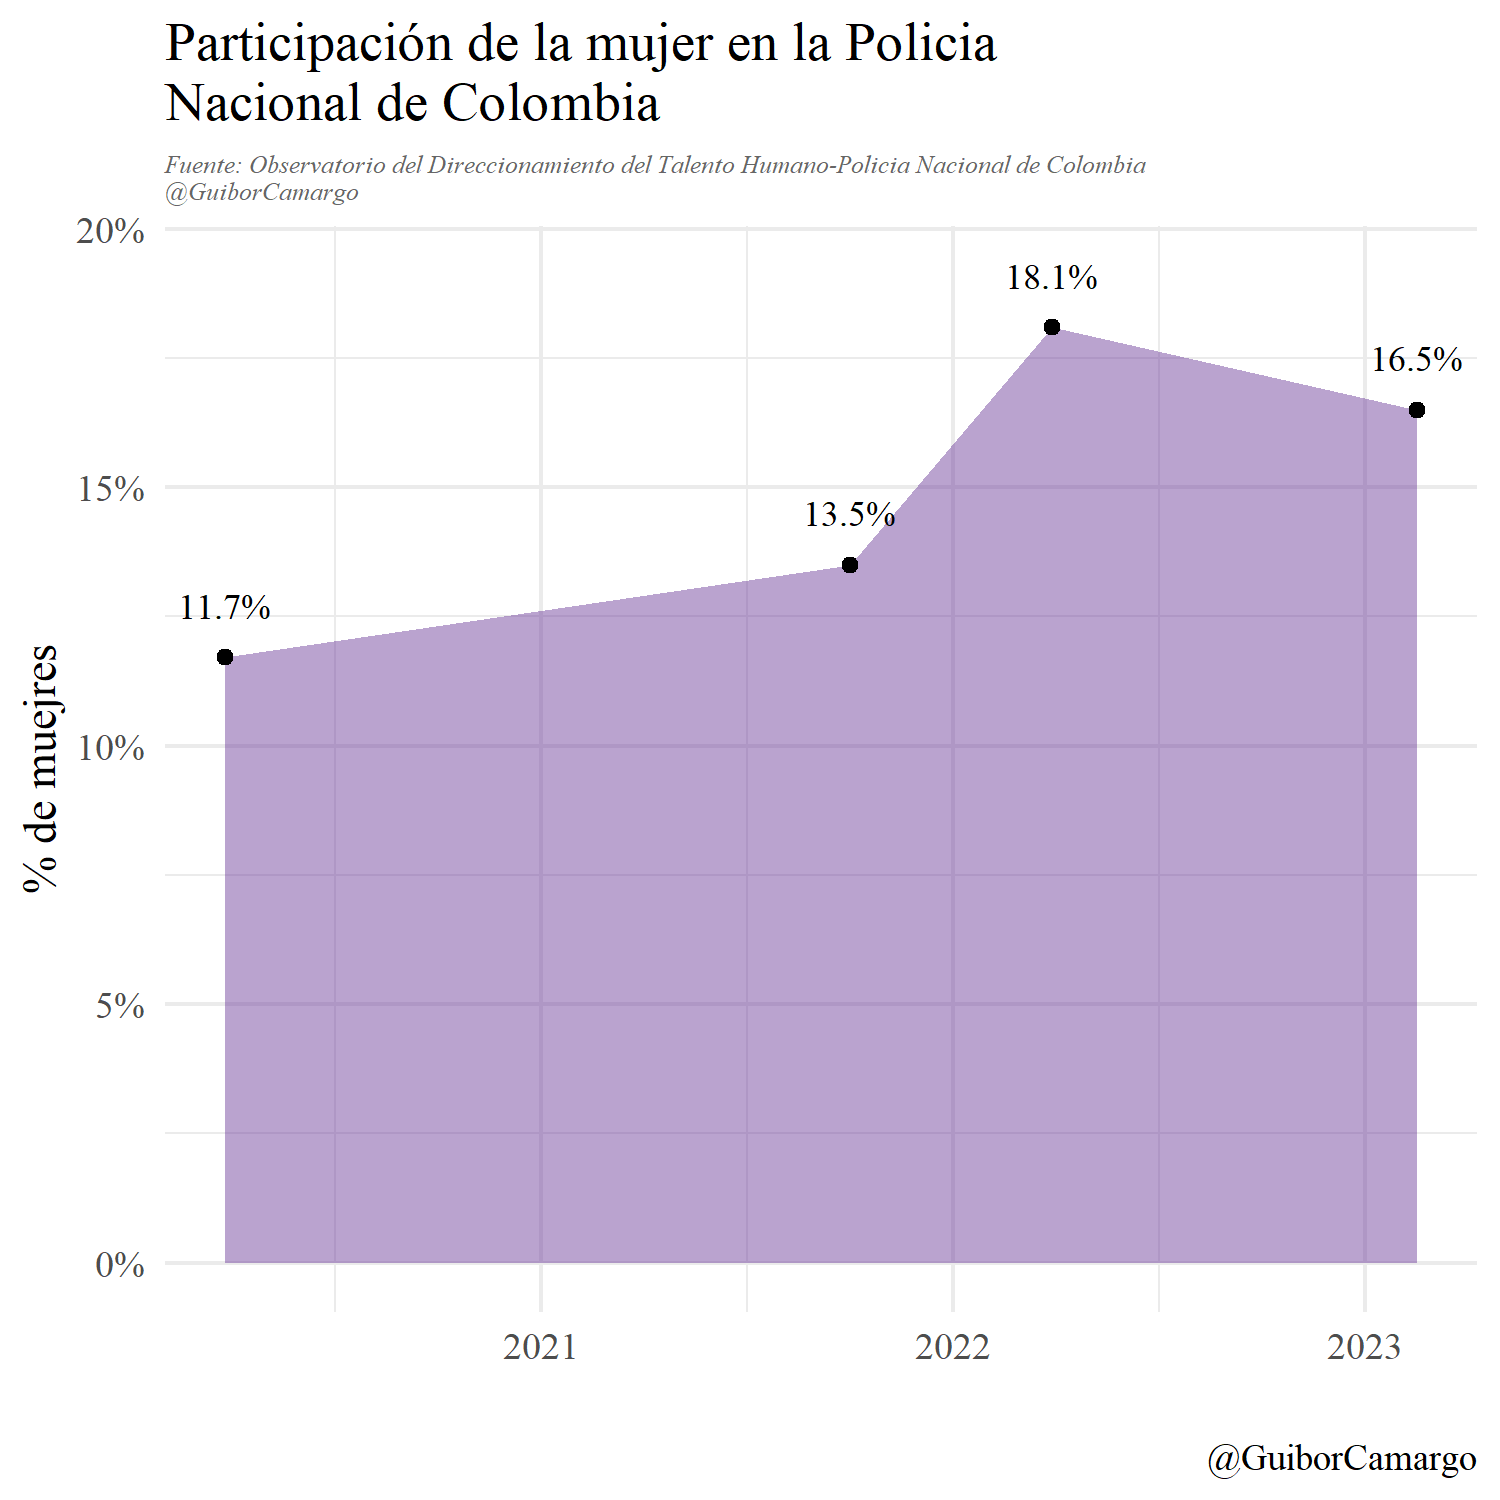 Participación de la mujer en la Policia
Nacional de Colombia
Fuente: Observatorio del Direccionamiento del Talento Humano-Policia Nacional de Colombia
@GuiborCamargo
20%
18.1%
16.5%
15%
13.5%
11.7%
% de muejres
10%
5%
0%
2021
2022
2023
@GuiborCamargo